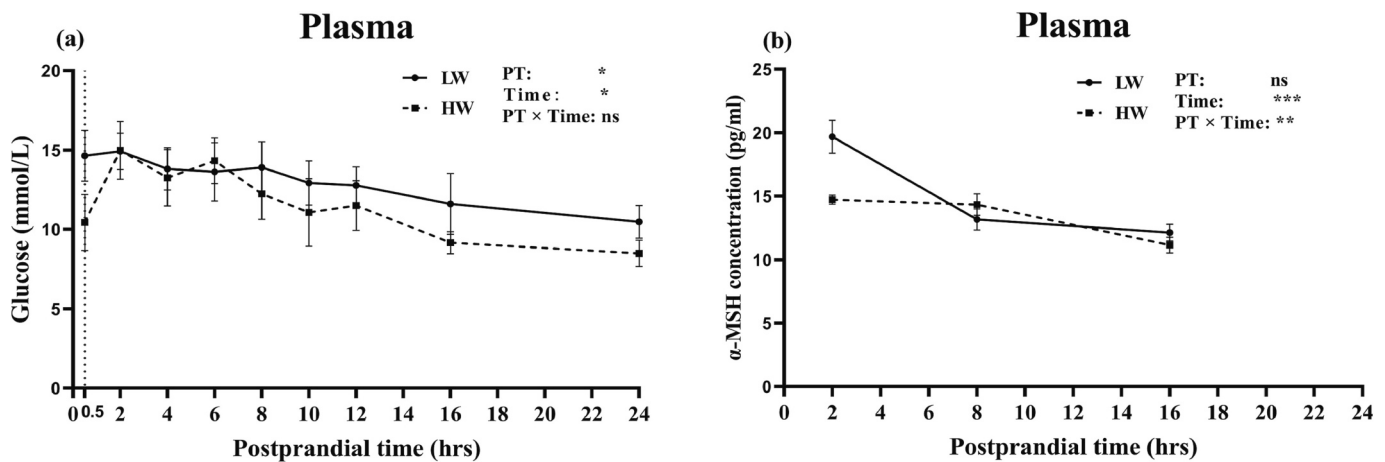 (a)
Plasma
LW
HW
PT: *
Time: *
PT × Time: ns
Glucose (mmol/L)
20
15
10
5
0
0 0.5 2 4 6 8 10 12 14 16 18 20 22 24
Postprandial time (hrs)
(b)
Plasma
LW
HW
PT: ns
Time: ***
PT × Time: **
α-MSH concentration (pg/ml)
25
20
15
10
5
0
0 2 4 6 8 10 12 14 16 18 20 22 24
Postprandial time (hrs)